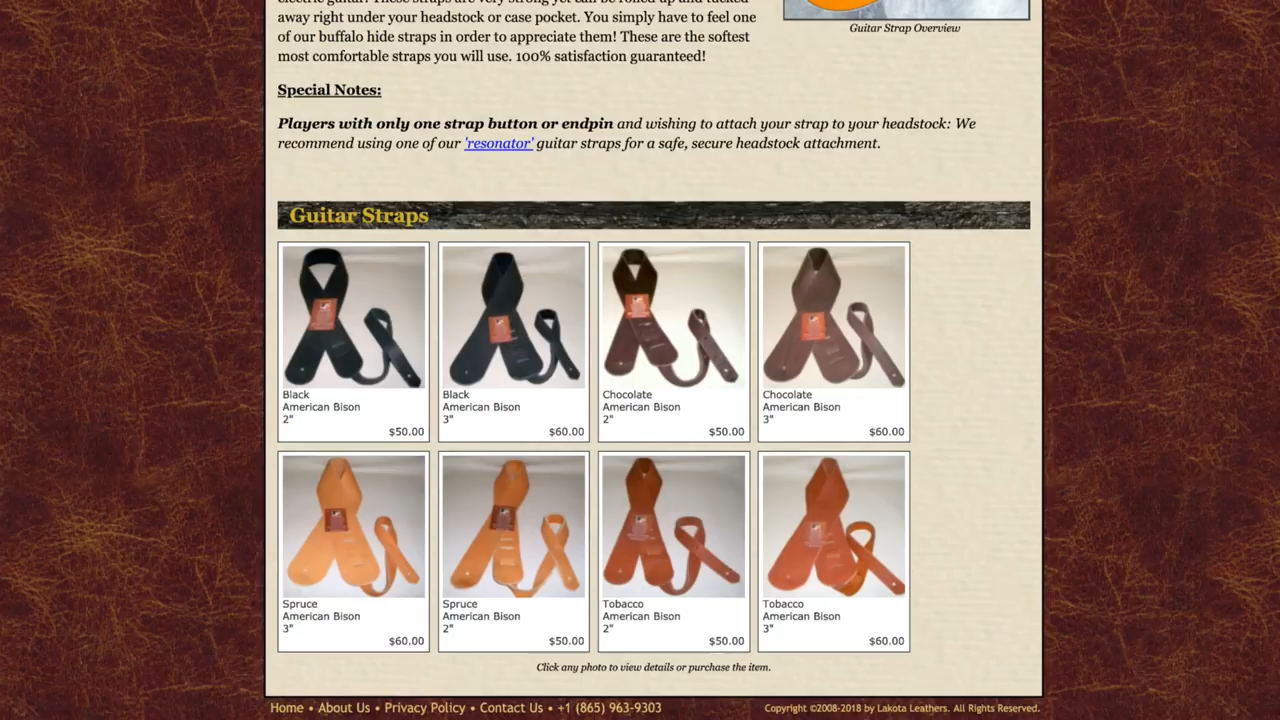 away right under your headstock or case pocket. You simply have to feel one
of our buffalo hide straps in order to appreciate them! These are the softest
most comfortable straps you will use. 100% satisfaction guaranteed!
Guitar Strap Overview
Special Notes:
Players with only one strap button or endpin and wishing to attach your strap to your headstock: We
recommend using one of our 'resonator' guitar straps for a safe, secure headstock attachment.
Guitar Straps
Black
American Bison
2"
$50.00
Black
American Bison
3"
$60.00
Chocolate
American Bison
2"
$50.00
Chocolate
American Bison
3"
$60.00
Spruce
American Bison
3"
$60.00
Spruce
American Bison
2"
$50.00
Tobacco
American Bison
2"
$50.00
Tobacco
American Bison
3"
$60.00
Click any photo to view details or purchase the item.
Home • About Us • Privacy Policy • Contact Us • +1 (865) 963-9303
Copyright ©2008-2018 by Lakota Leathers. All Rights Reserved.